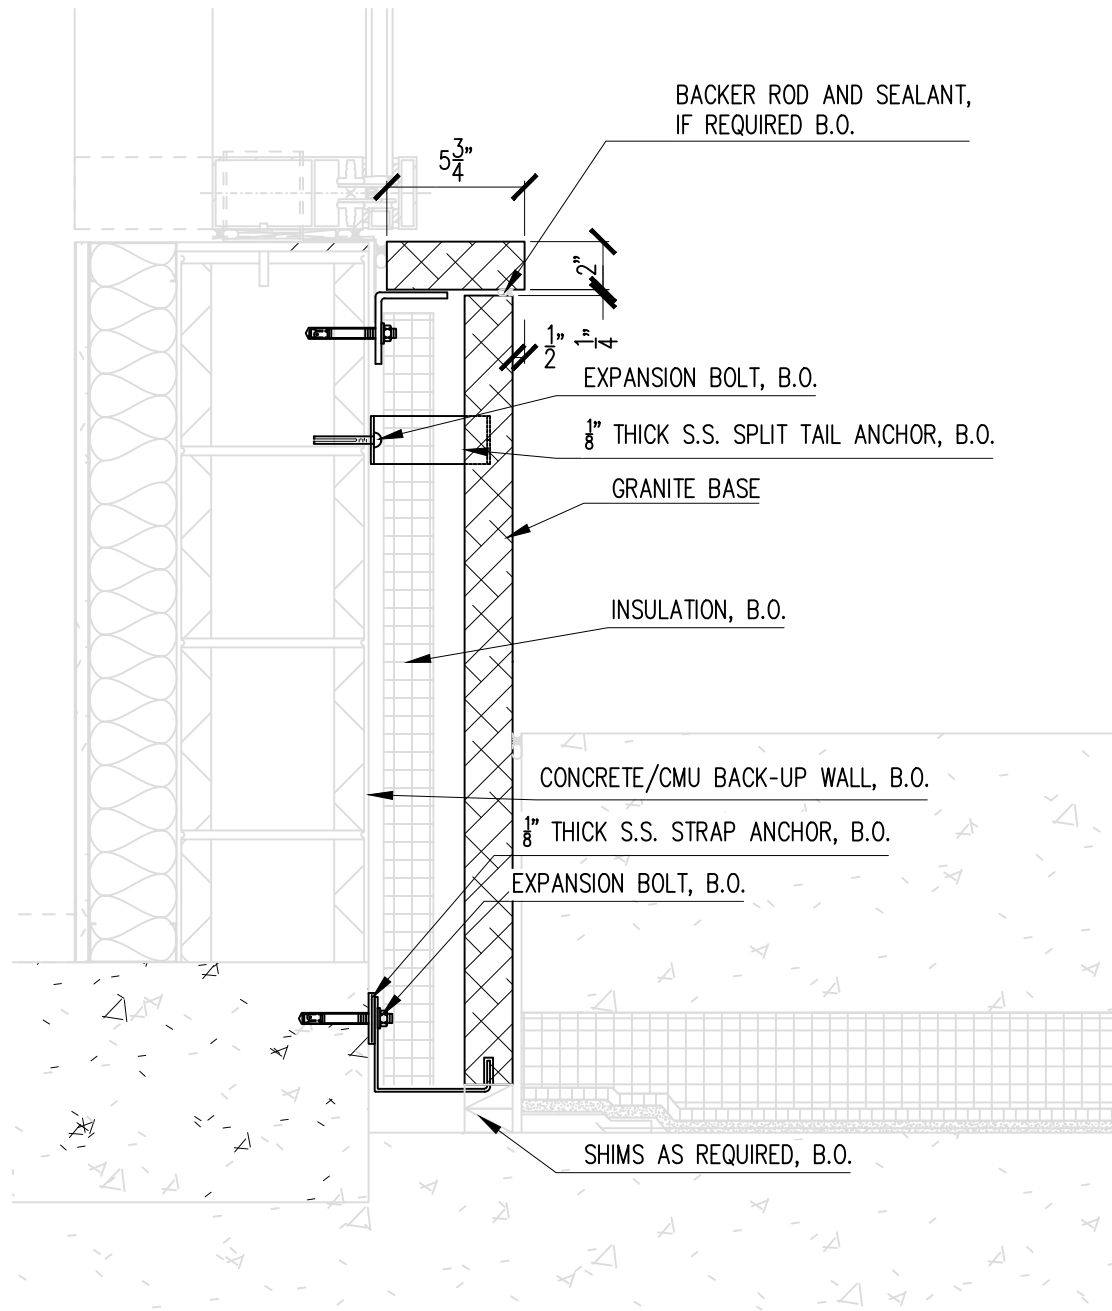 BACKER ROD AND SEALANT,
IF REQUIRED B.O.
5 3/4"
2"
1/4"
1/2"
EXPANSION BOLT, B.O.
1/8" THICK S.S. SPLIT TAIL ANCHOR, B.O.
GRANITE BASE
INSULATION, B.O.
CONCRETE/CMU BACK-UP WALL, B.O.
1/8" THICK S.S. STRAP ANCHOR, B.O.
EXPANSION BOLT, B.O.
SHIMS AS REQUIRED, B.O.